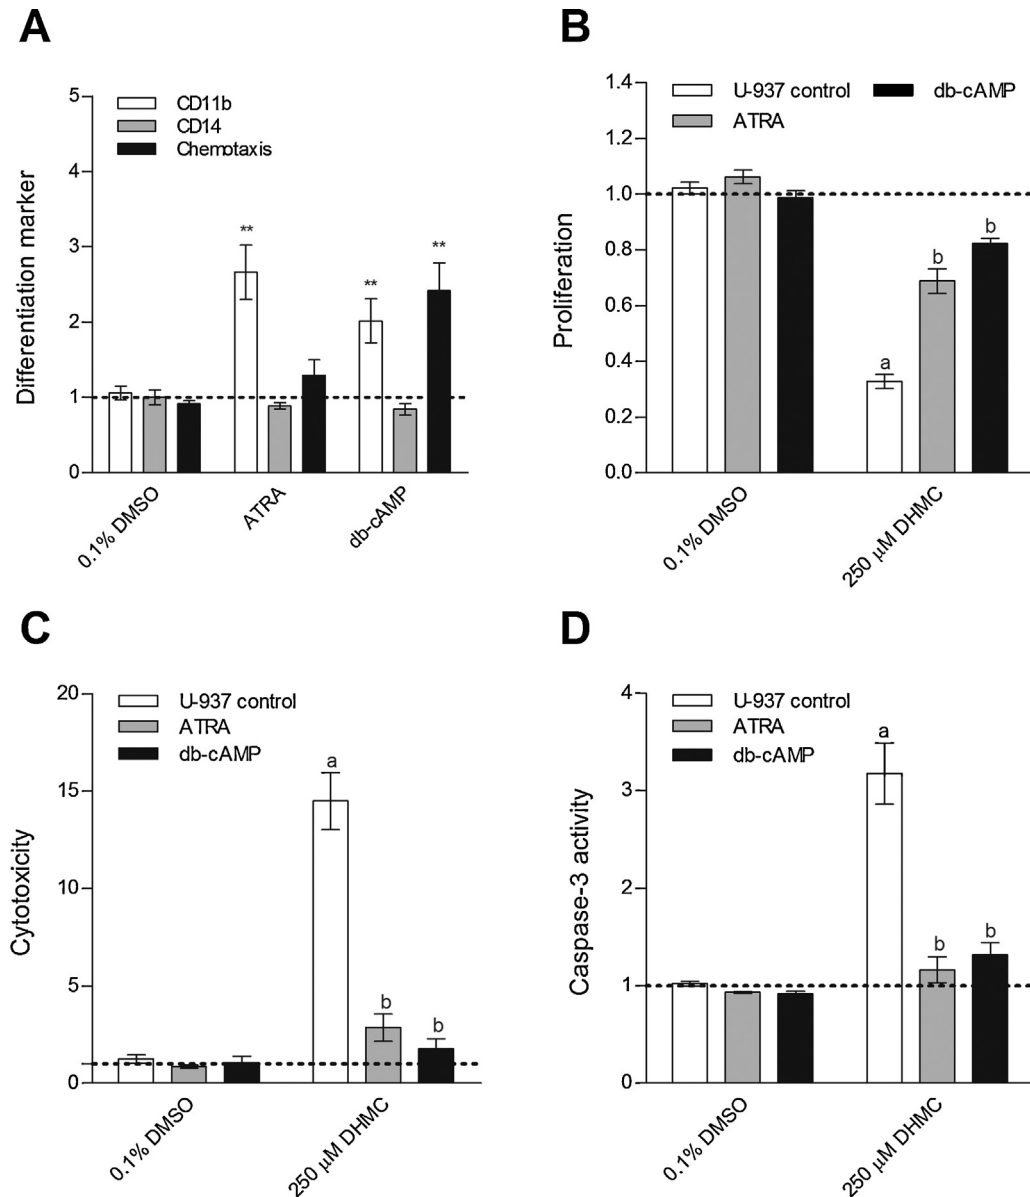 A
5
4
3
2
1
0
Differentiation marker
CD11b
CD14
Chemotaxis
**
**
**
0.1% DMSO
ATRA
db-cAMP
B
1.4
1.2
1.0
0.8
0.6
0.4
0.2
0.0
Proliferation
U-937 control
db-cAMP
ATRA
a
b
b
0.1% DMSO
250 µM DHMC
C
20
15
10
5
0
Cytotoxicity
U-937 control
ATRA
db-cAMP
a
b
b
0.1% DMSO
250 µM DHMC
D
4
3
2
1
0
Caspase-3 activity
U-937 control
ATRA
db-cAMP
a
b
b
0.1% DMSO
250 µM DHMC